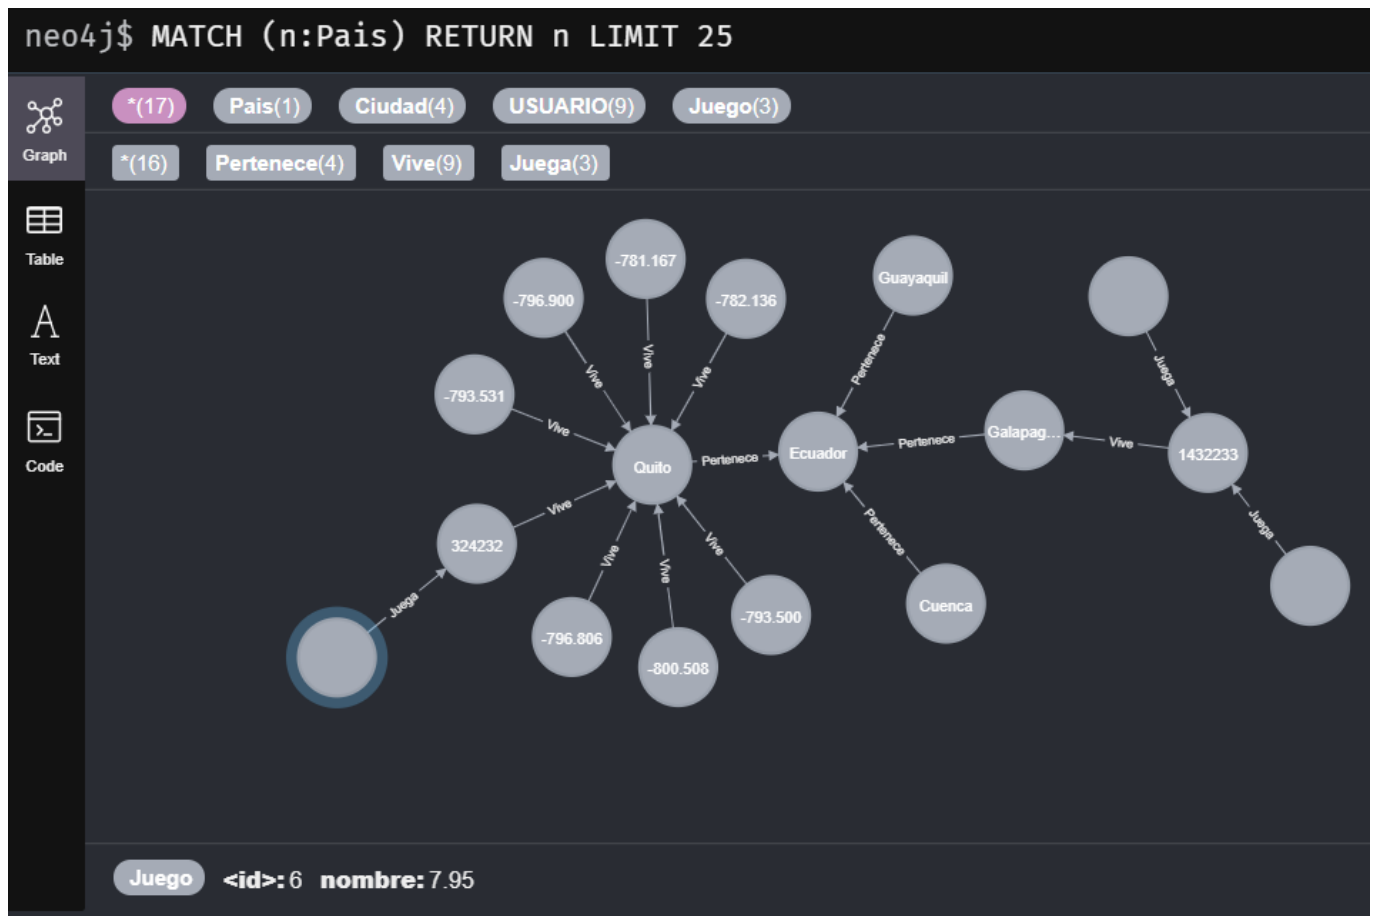 neo4j$ MATCH (n:Pais) RETURN n LIMIT 25
*(17) Pais(1) Ciudad(4) USUARIO(9) Juego(3)
*(16) Pertenece(4) Vive(9) Juega(3)
Graph
Table
Text
Code
-781.167
-796.900
-782.136
Guayaquil
Vive
Vive
Vive
Pertenece
Juega
-793.531
Vive
Quito
Pertenece
Ecuador
Pertenece
Galapag...
Vive
1432233
324232
Vive
Vive
Vive
Vive
Pertenece
Juega
Juega
-796.806
-800.508
-793.500
Cuenca
Juego <id>: 6 nombre: 7.95